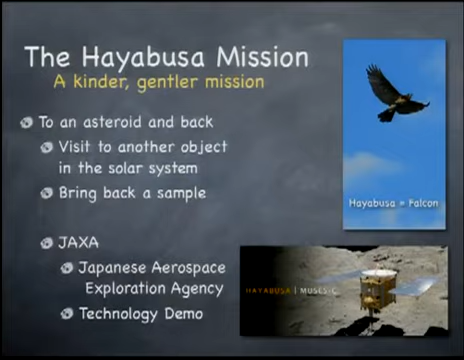 The Hayabusa Mission
A kinder, gentler mission
To an asteroid and back
Visit to another object
in the solar system
Bring back a sample
Hayabusa = Falcon
JAXA
Japanese Aerospace
Exploration Agency
Technology Demo
HAYABUSA | MUSES-C